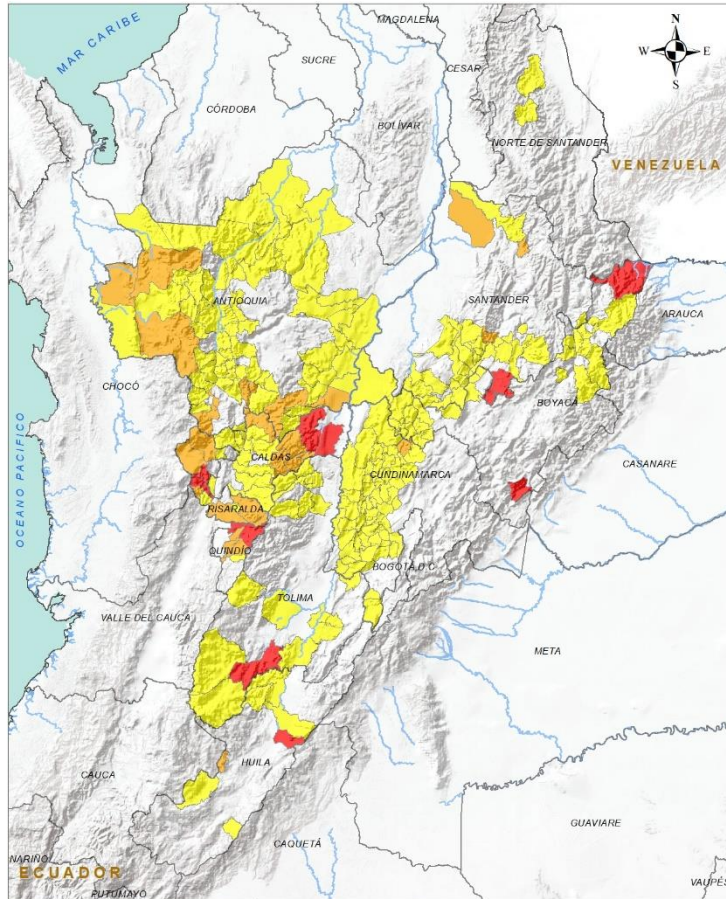 MAGDALENA
N
MAR CARIBE
SUCRE
CESAR
W
E
S
CÓRDOBA
BOLÍVAR
NORTE DE SANTANDER
VENEZUELA
ANTIOQUIA
SANTANDER
ARAUCA
CHOCÓ
BOYACÁ
CALDAS
CUNDINAMARCA
CASANARE
OCEANO PACIFICO
RISARALDA
QUINDÍO
BOGOTÁ, D.C.
TOLIMA
VALLE DEL CAUCA
META
HUILA
CAUCA
GUAVIARE
CAQUETÁ
NARIÑO
ECUADOR
PUTUMAYO
VAUPÉS